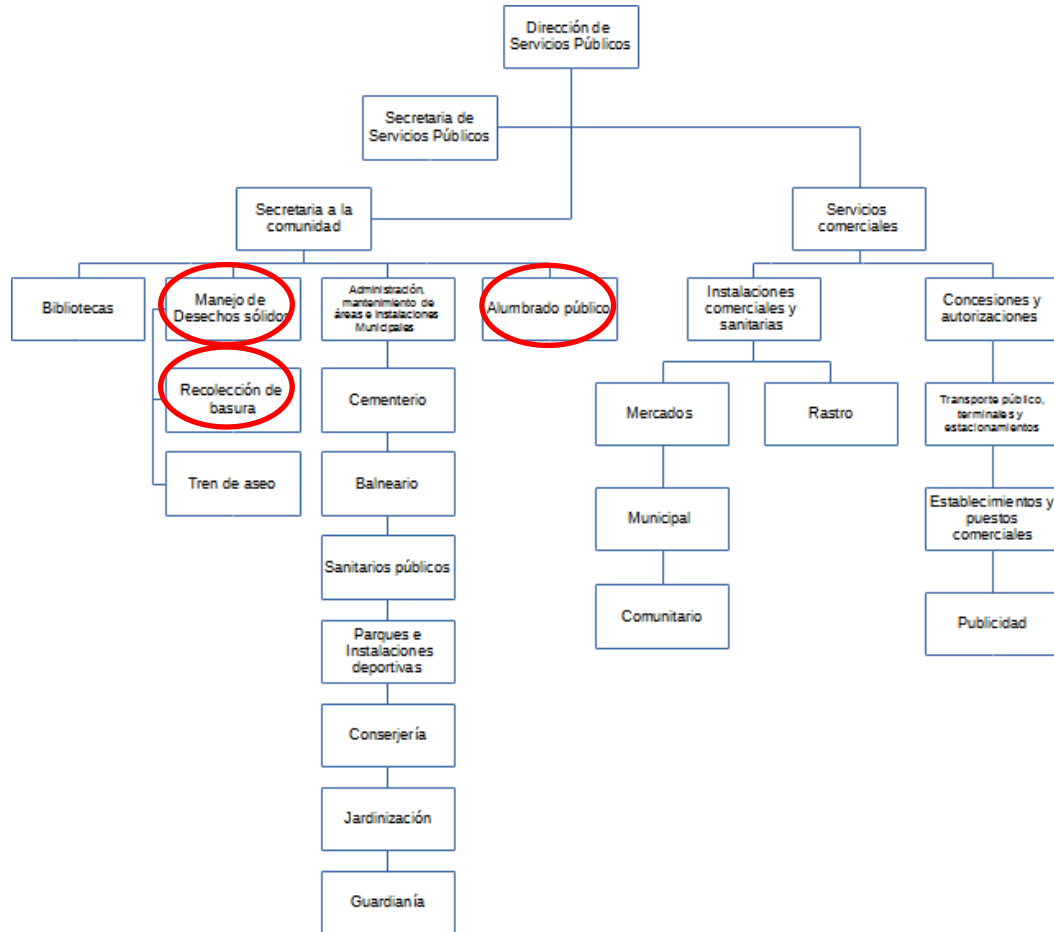 Dirección de
Servicios Públicos
Secretaria de
Servicios Públicos
Secretaria a la
comunidad
Servicios
comerciales
Bibliotecas
Manejo de
Desechos sólidos
Administración,
mantenimiento de
áreas e Instalaciones
Municipales
Alumbrado público
Instalaciones
comerciales y
sanitarias
Concesiones y
autorizaciones
Recolección de
basura
Cementerio
Mercados
Rastro
Transporte público,
terminales y
estacionamientos
Tren de aseo
Balneario
Municipal
Establecimientos y
puestos
comerciales
Sanitarios públicos
Comunitario
Publicidad
Parques e
Instalaciones
deportivas
Conserjería
Jardinización
Guardianía